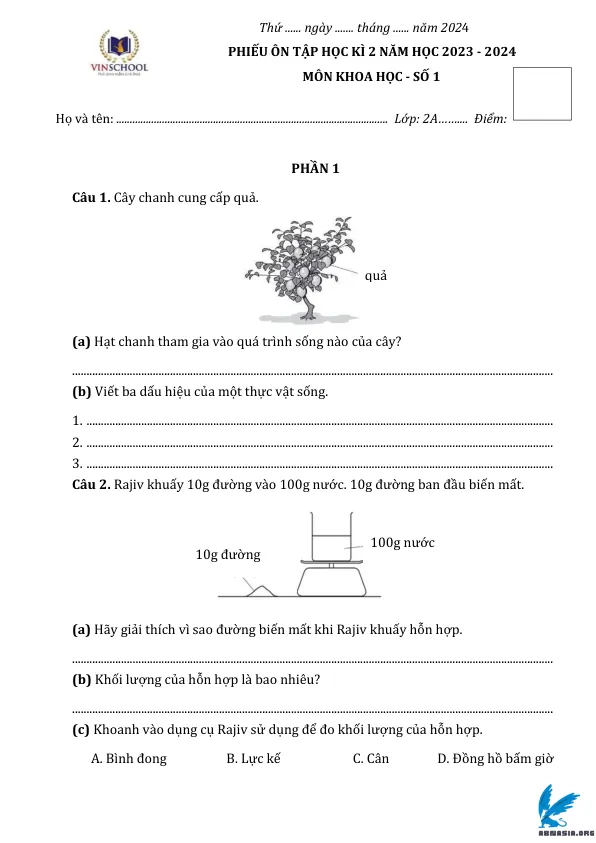 Thứ ...... ngày ....... tháng ...... năm 2024
VINSCHOOL
PHIẾU ÔN TẬP HỌC KÌ 2 NĂM HỌC 2023 - 2024
MÔN KHOA HỌC - SỐ 1
Họ và tên: .......................................................................................................... Lớp: 2A.......... Điểm:
PHẦN 1
Câu 1. Cây chanh cung cấp quả.
quả
(a) Hạt chanh tham gia vào quá trình sống nào của cây?
(b) Viết ba dấu hiệu của một thực vật sống.
1. ....................................................................................................
2. ....................................................................................................
3. ....................................................................................................
Câu 2. Rajiv khuấy 10g đường vào 100g nước. 10g đường ban đầu biến mất.
100g nước
10g đường
(a) Hãy giải thích vì sao đường biến mất khi Rajiv khuấy hỗn hợp.
(b) Khối lượng của hỗn hợp là bao nhiêu?
(c) Khoanh vào dụng cụ Rajiv sử dụng để đo khối lượng của hỗn hợp.
A. Bình đong B. Lực kế C. Cân D. Đồng hồ bấm giờ
ABNASIA.ORG